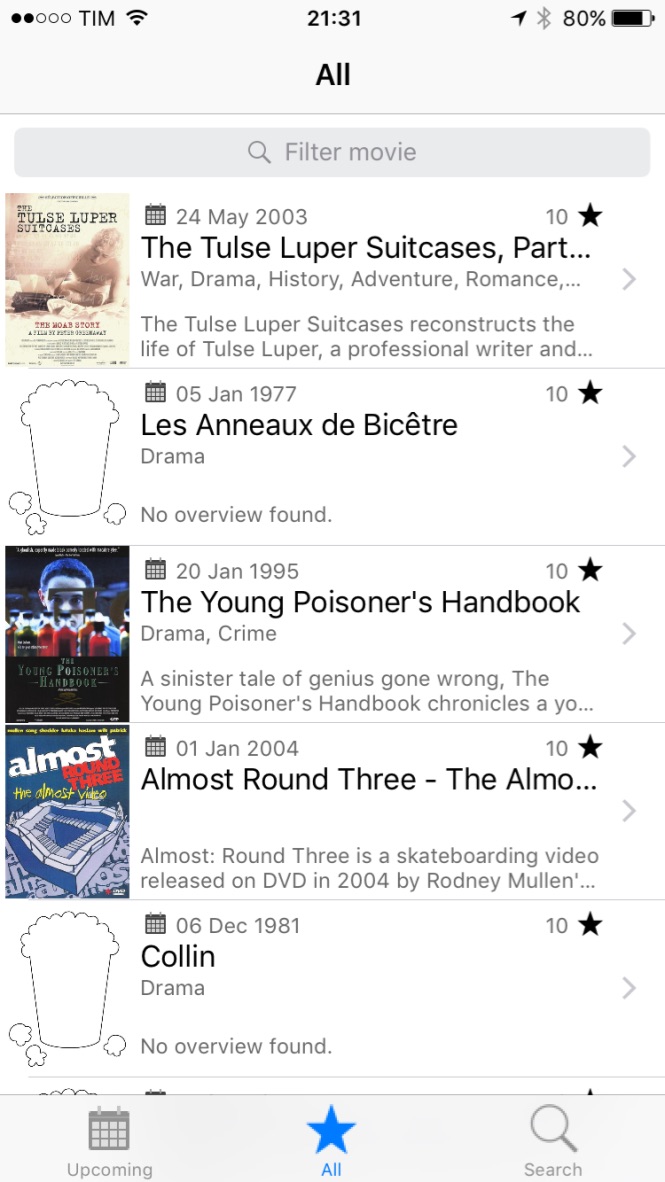 TIM
21:31
80%
All
Filter movie
THE
TULSE LUPER
SUITCASES
THE MOAB STORY
A FILM BY PETER GREENAWAY
24 May 2003
10
The Tulse Luper Suitcases, Part...
War, Drama, History, Adventure, Romance,...
The Tulse Luper Suitcases reconstructs the
life of Tulse Luper, a professional writer and...
05 Jan 1977
10
Les Anneaux de Bicêtre
Drama
No overview found.
THE
YOUNG POISONER'S
HANDBOOK
20 Jan 1995
10
The Young Poisoner's Handbook
Drama, Crime
A sinister tale of genius gone wrong, The
Young Poisoner's Handbook chronicles a yo...
almost
ROUND
THREE
the almost video
01 Jan 2004
10
Almost Round Three - The Almo...
Almost: Round Three is a skateboarding video
released on DVD in 2004 by Rodney Mullen'...
06 Dec 1981
10
Collin
Drama
No overview found.
Upcoming
All
Search